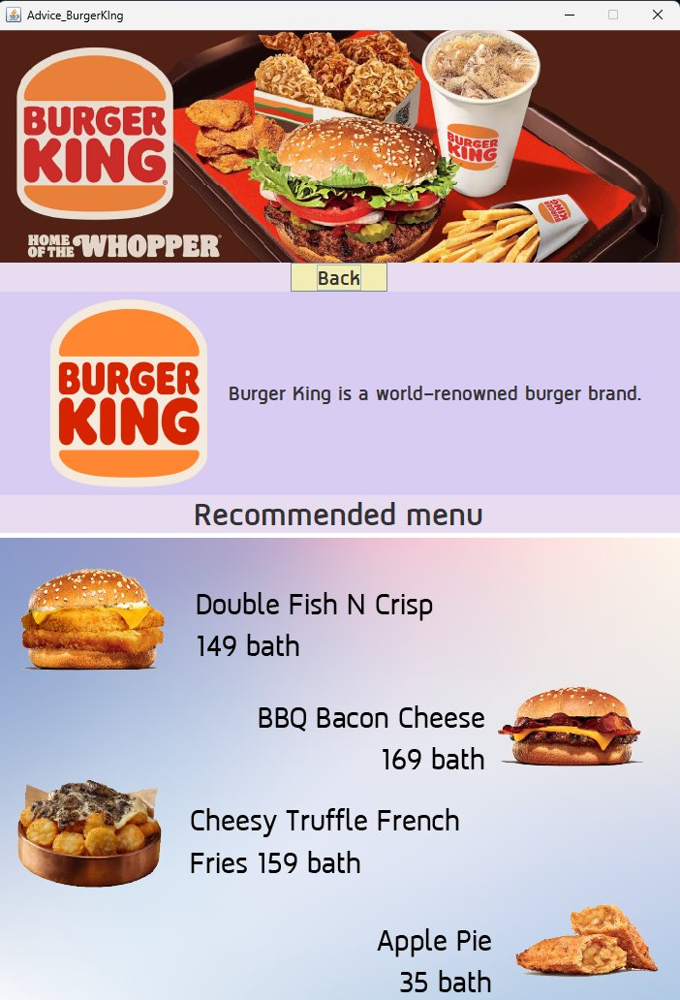 Advice_BurgerKIng
BURGER
KING®
HOME
OF THE WHOPPER®
BURGER
KING
BURGER
KING
Back
BURGER
KING
Burger King is a world-renowned burger brand.
Recommended menu
Double Fish N Crisp
149 bath
BBQ Bacon Cheese
169 bath
Cheesy Truffle French
Fries 159 bath
Apple Pie
35 bath